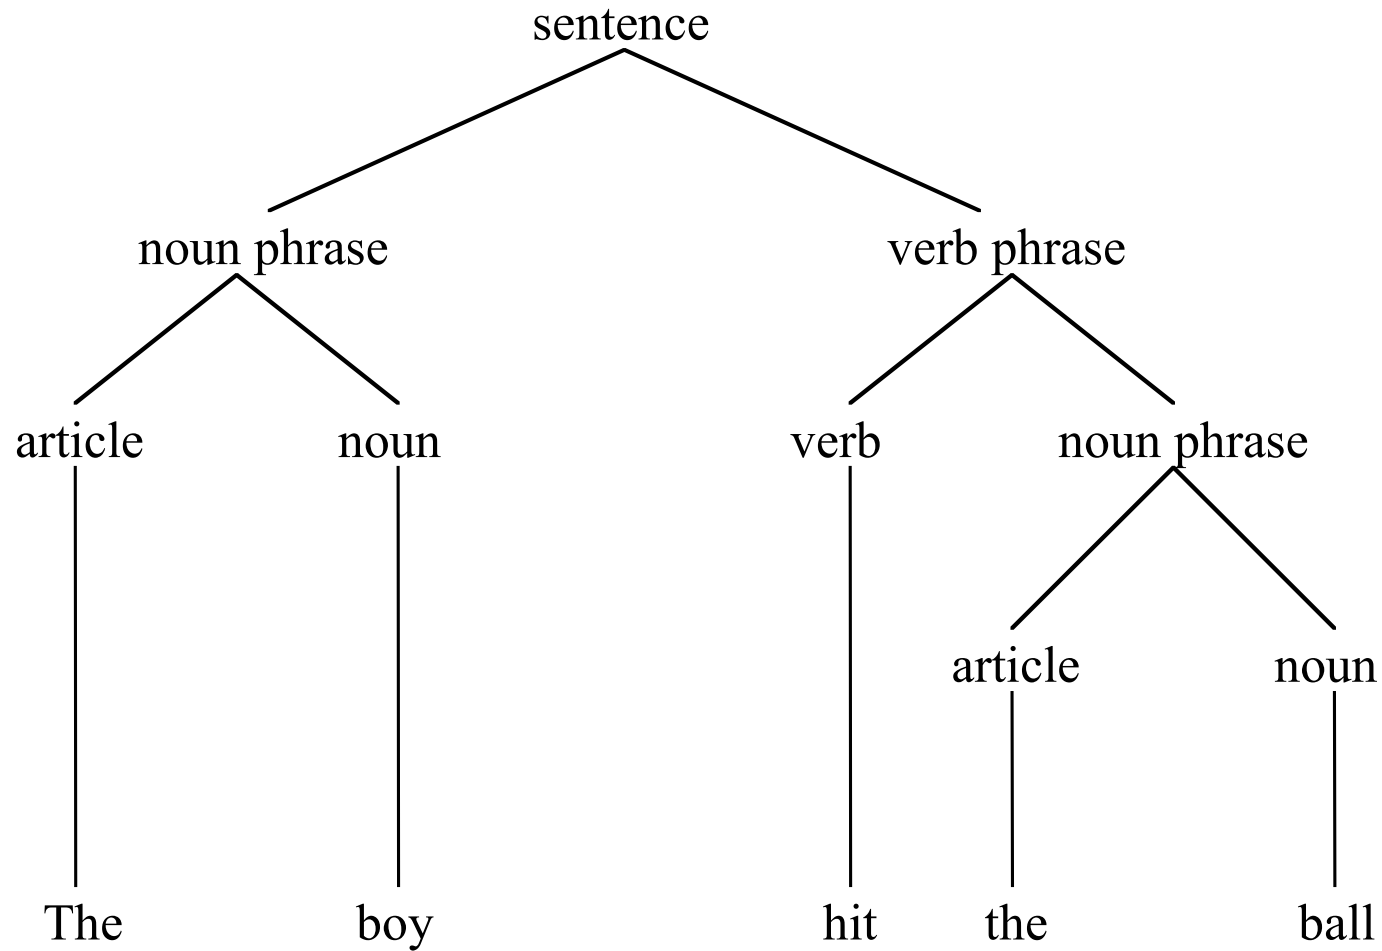 sentence
noun phrase verb phrase
article noun verb noun phrase
article noun
The boy hit the ball